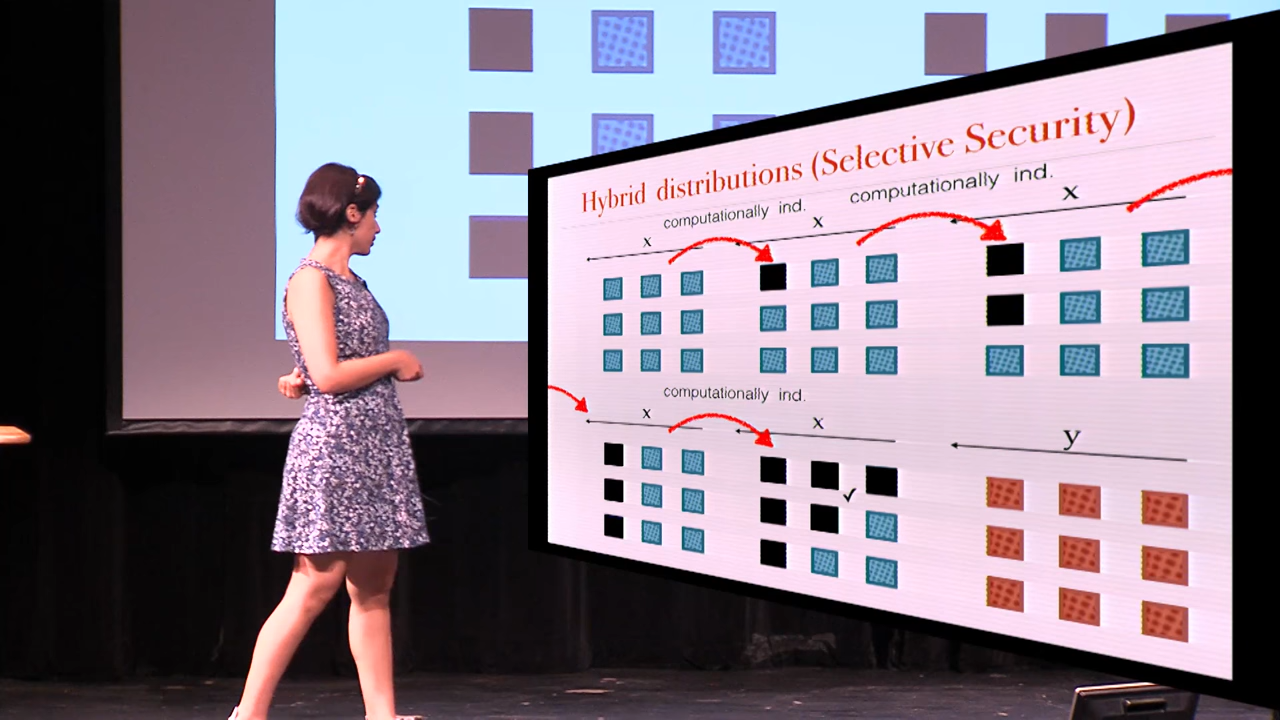 Hybrid distributions (Selective Security)
computationally ind.
computationally ind.
x
x
x
computationally ind.
x
x
y